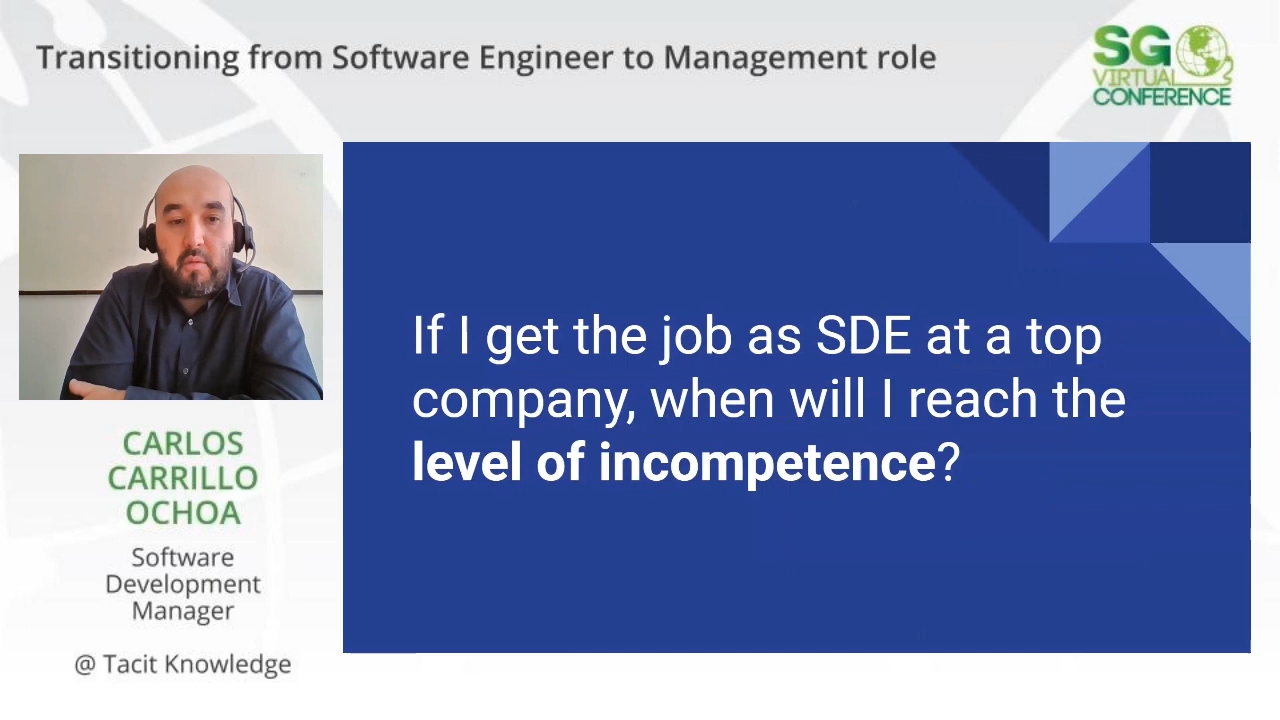 Transitioning from Software Engineer to Management role
SG
VIRTUAL
CONFERENCE
If I get the job as SDE at a top
company, when will I reach the
level of incompetence?
CARLOS
CARRILLO
OCHOA
Software
Development
Manager
@ Tacit Knowledge